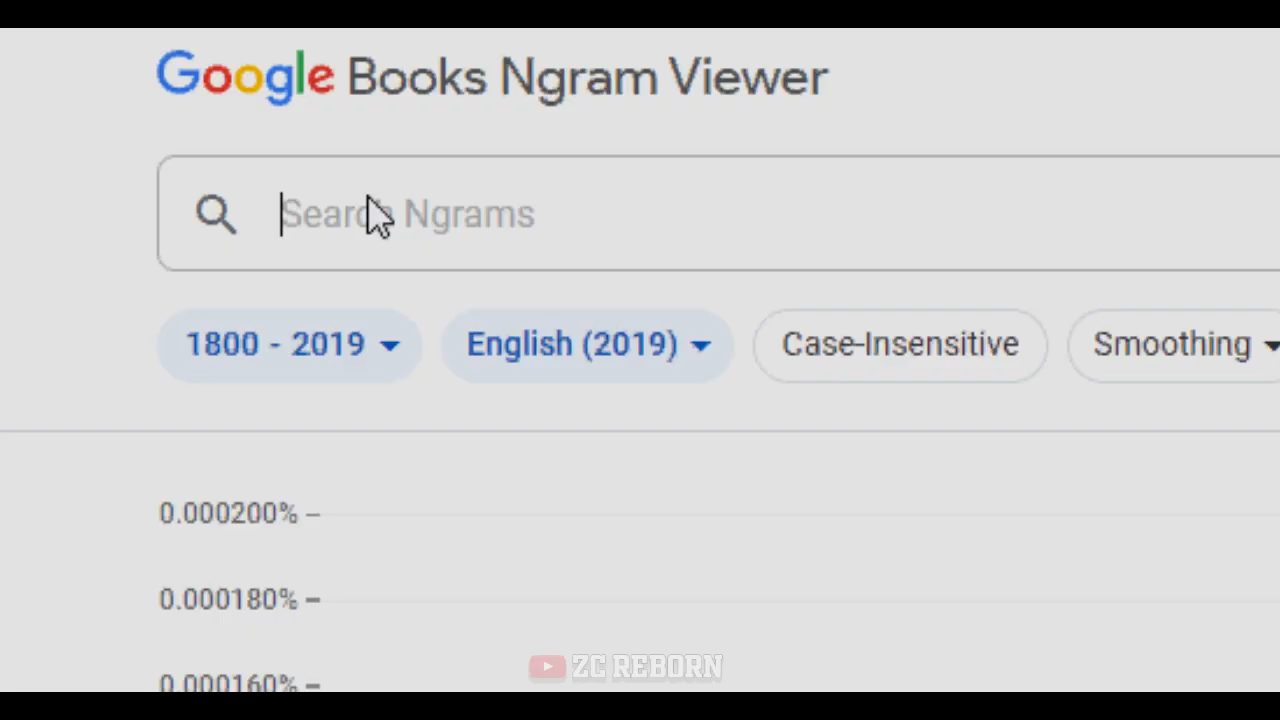 Google Books Ngram Viewer
Search Ngrams
1800 - 2019
English (2019)
Case-Insensitive
Smoothing
0.000200%
0.000180%
0.000160%
ZC REBORN